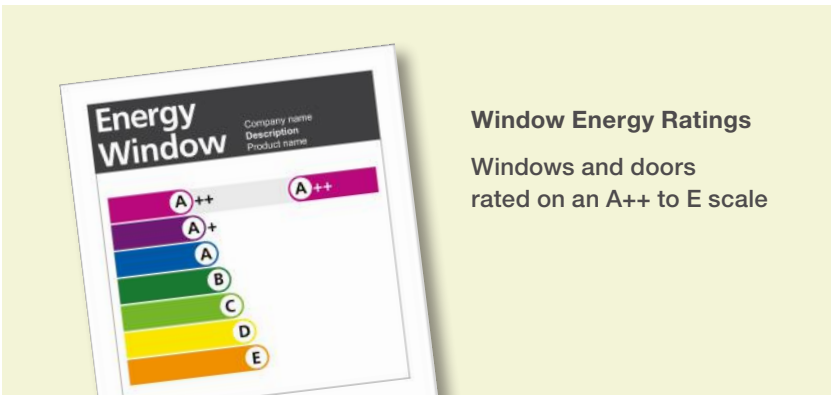 Energy
Window
Company name
Description
Product name
A++ A++
A+
A
B
C
D
E
Window Energy Ratings
Windows and doors
rated on an A++ to E scale